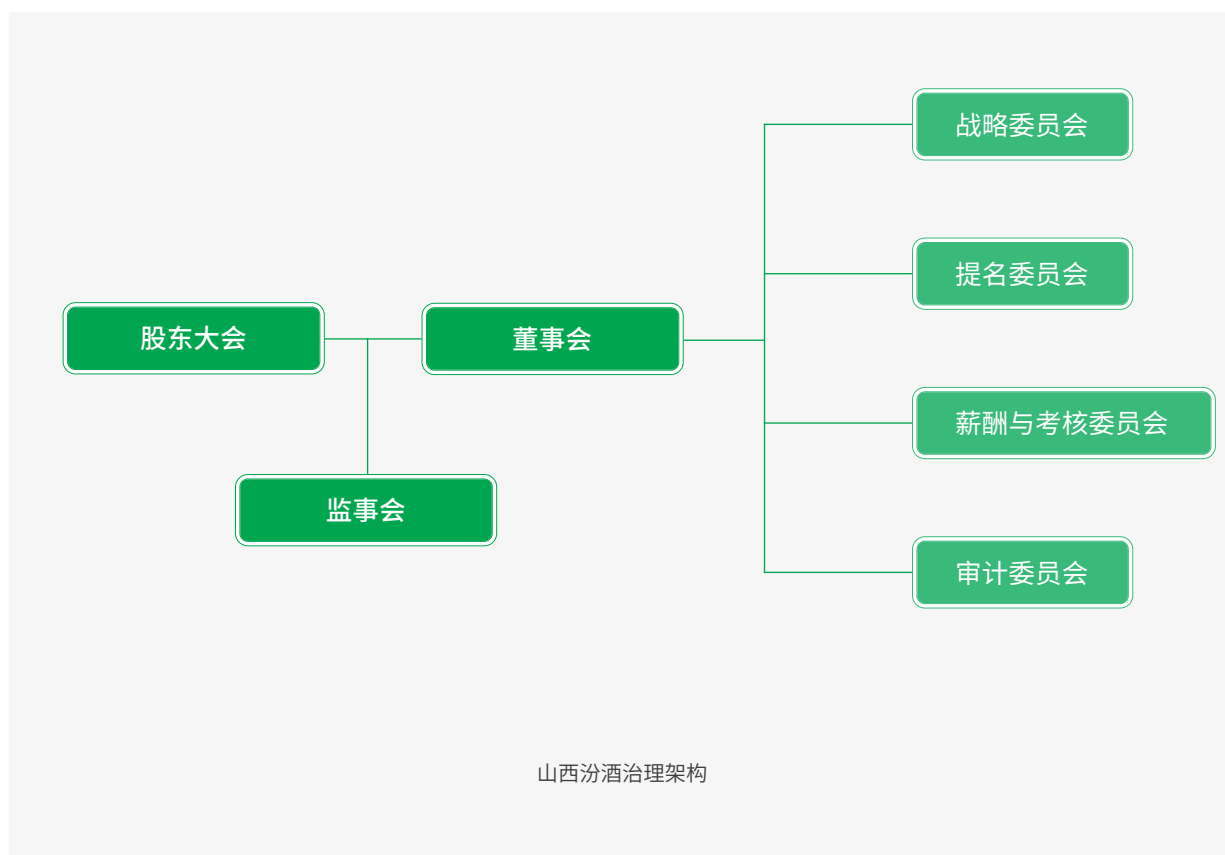 战略委员会
提名委员会
股东大会
董事会
薪酬与考核委员会
监事会
审计委员会
山西汾酒治理架构